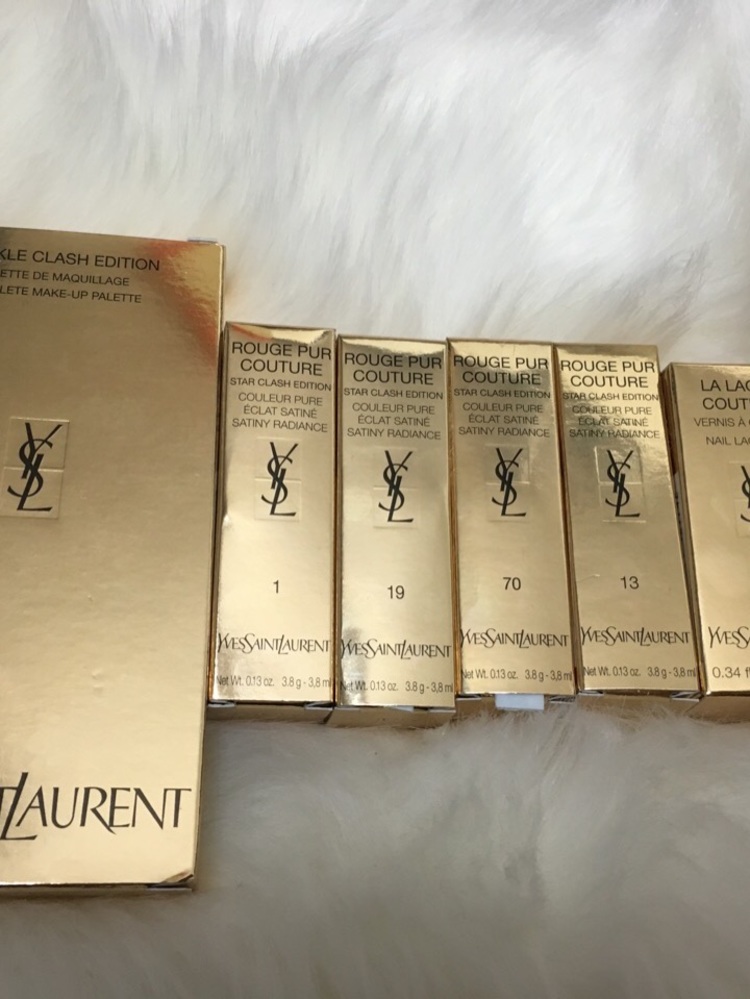 KLE CLASH EDITION
ETTE DE MAQUILLAGE
LETE MAKE-UP PALETTE
YSL
TLAURENT
ROUGE PUR
COUTURE
STAR CLASH EDITION
COULEUR PURE
ÉCLAT SATINÉ
SATINY RADIANCE
YSL
1
YVESSAINTLAURENT
Net Wt. 0.13 oz. 3.8 g - 3,8 ml
ROUGE PUR
COUTURE
STAR CLASH EDITION
COULEUR PURE
ÉCLAT SATINÉ
SATINY RADIANCE
YSL
19
YVESSAINTLAURENT
Net Wt. 0.13 oz. 3.8 g - 3,8 ml
ROUGE PUR
COUTURE
STAR CLASH EDITION
COULEUR PURE
ÉCLAT SATINÉ
SATINY RADIANCE
YSL
70
YVESSAINTLAURENT
Net Wt. 0.13 oz. 3.8 g - 3,8 ml
ROUGE PUR
COUTURE
STAR CLASH EDITION
COULEUR PURE
ÉCLAT SATINÉ
SATINY RADIANCE
YSL
13
YVESSAINTLAURENT
Net Wt. 0.13 oz. 3.8 g - 3,8 ml
LA LAC
COUT
VERNIS À
NAIL LAC
YVESS
0.34 f